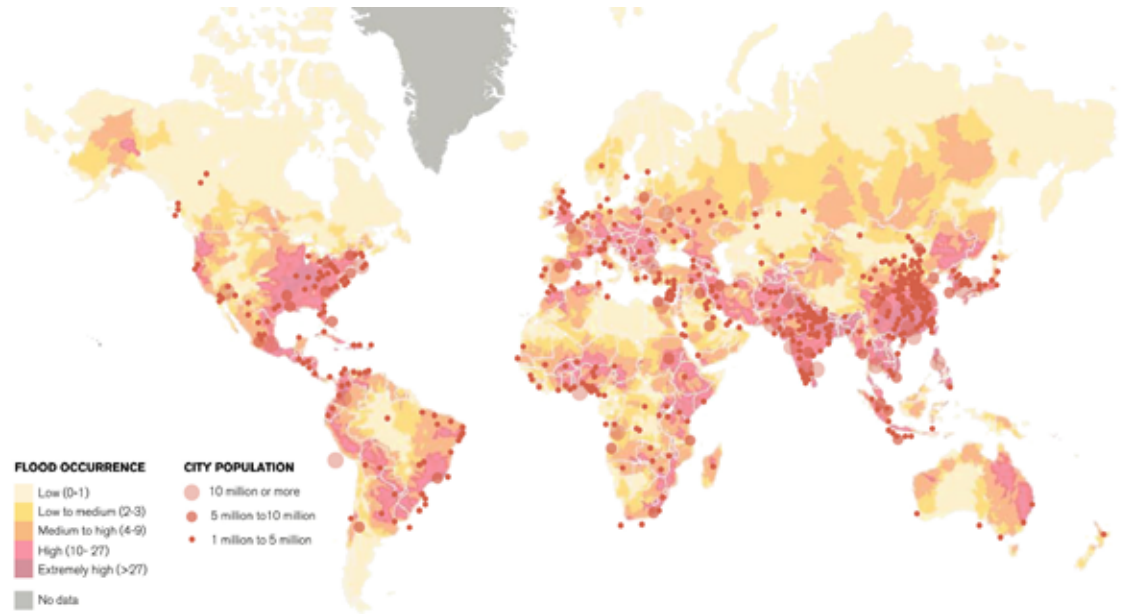 FLOOD OCCURRENCE
Low (0-1)
Low to medium (2-3)
Medium to high (4-9)
High (10- 27)
Extremely high (>27)
No data
CITY POPULATION
10 million or more
5 million to10 million
1 million to 5 million